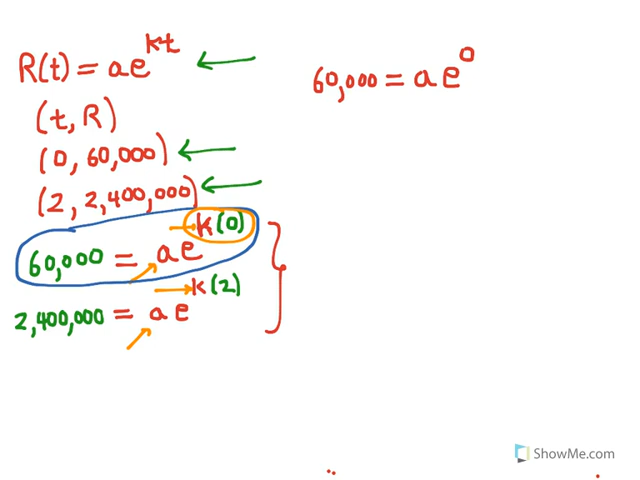 R(t) = ae^kt
(t, R)
(0, 60,000)
(2, 2,400,000)
60,000 = ae^k(0)
2,400,000 = ae^k(2)
60,000 = ae^0
ShowMe.com